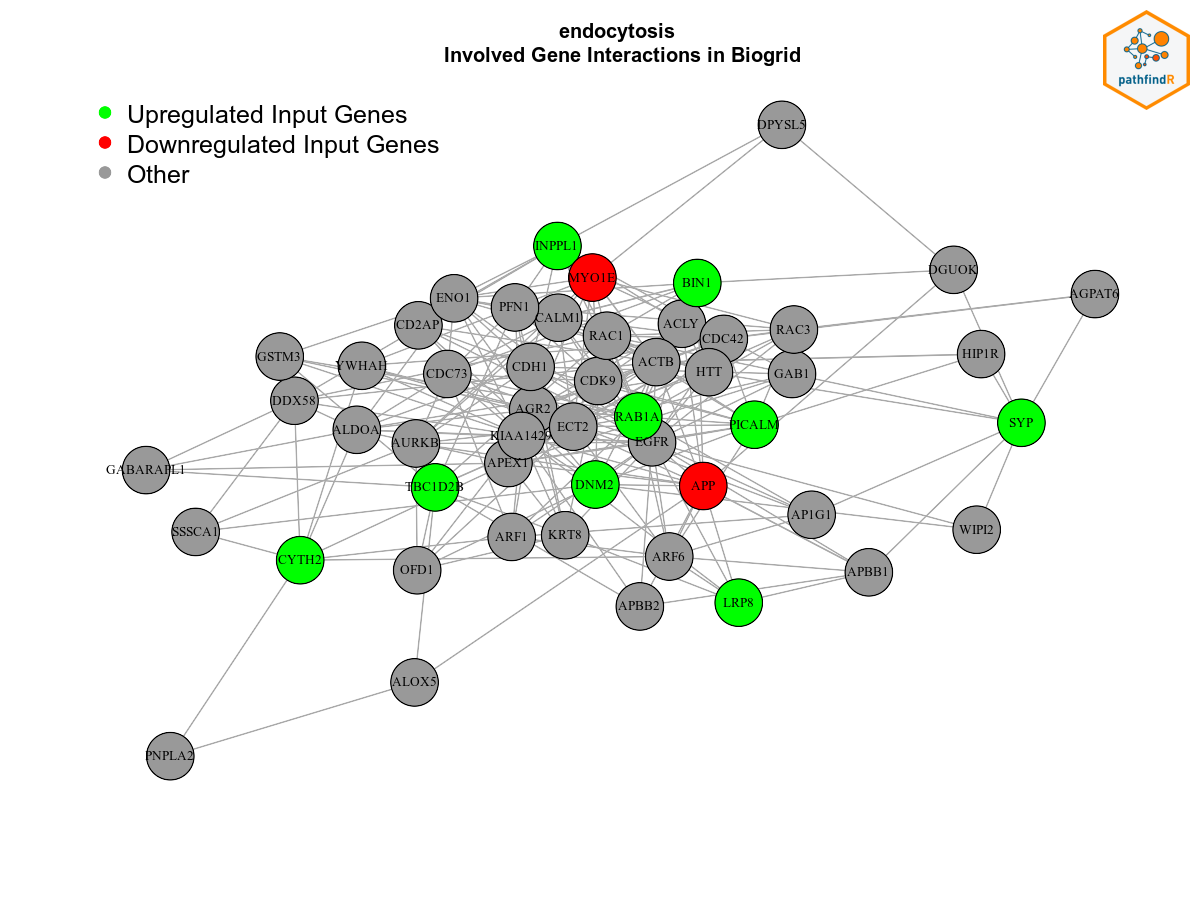 endocytosis
Involved Gene Interactions in Biogrid
pathfindR
Upregulated Input Genes
Downregulated Input Genes
Other
DPYSL5
INPPL1
MYO1E
BIN1
DGUOK
AGPAT6
ENO1
PFN1
CALM1
CD2AP
RAC1
ACLY
CDC42
RAC3
HIP1R
GSTM3
YWHAH
CDC73
CDH1
CDK9
ACTB
HTT
GAB1
DDX58
AGR2
RAB1A
PICALM
SYP
ALDOA
AURKB
KIAA1429
ECT2
EGFR
GABARAPL1
APEX1
TBC1D2B
DNM2
APP
AP1G1
WIPI2
SSSCA1
CYTH2
ARF1
KRT8
ARF6
OFD1
APBB1
APBB2
LRP8
ALOX5
PNPLA2